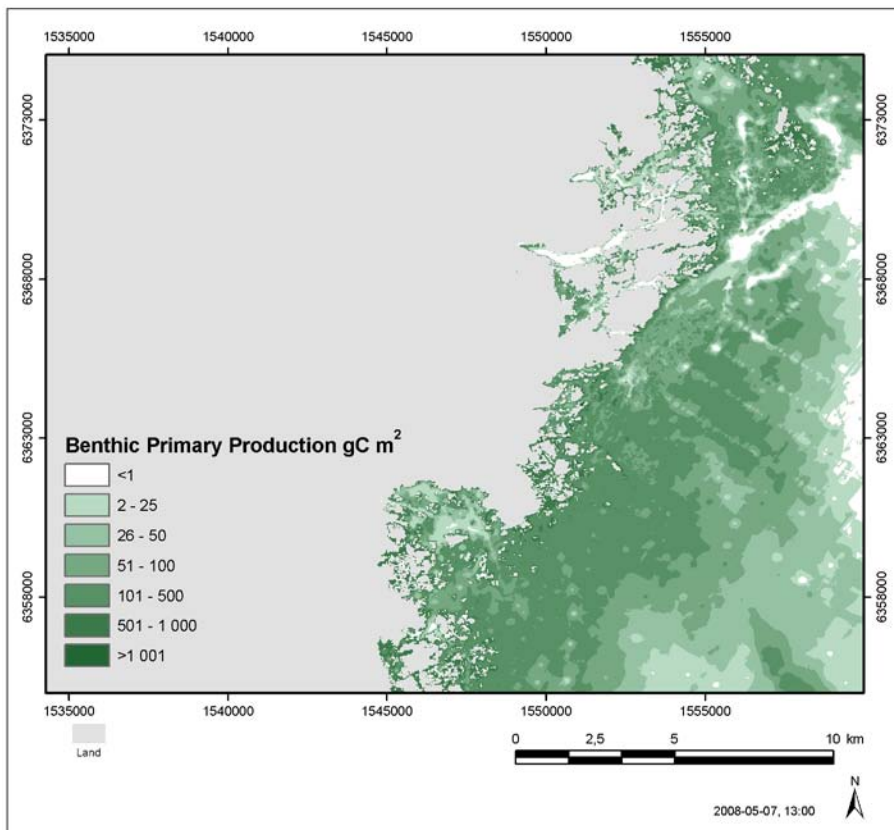 1535000 1540000 1545000 1550000 1555000
6373000 6373000
6368000 6368000
6363000 6363000
6358000 6358000
Benthic Primary Production gC m²
<1
2 - 25
26 - 50
51 - 100
101 - 500
501 - 1 000
>1 001
1535000 1540000 1545000 1550000 1555000
Land
0 2,5 5 10 km
N
2008-05-07, 13:00